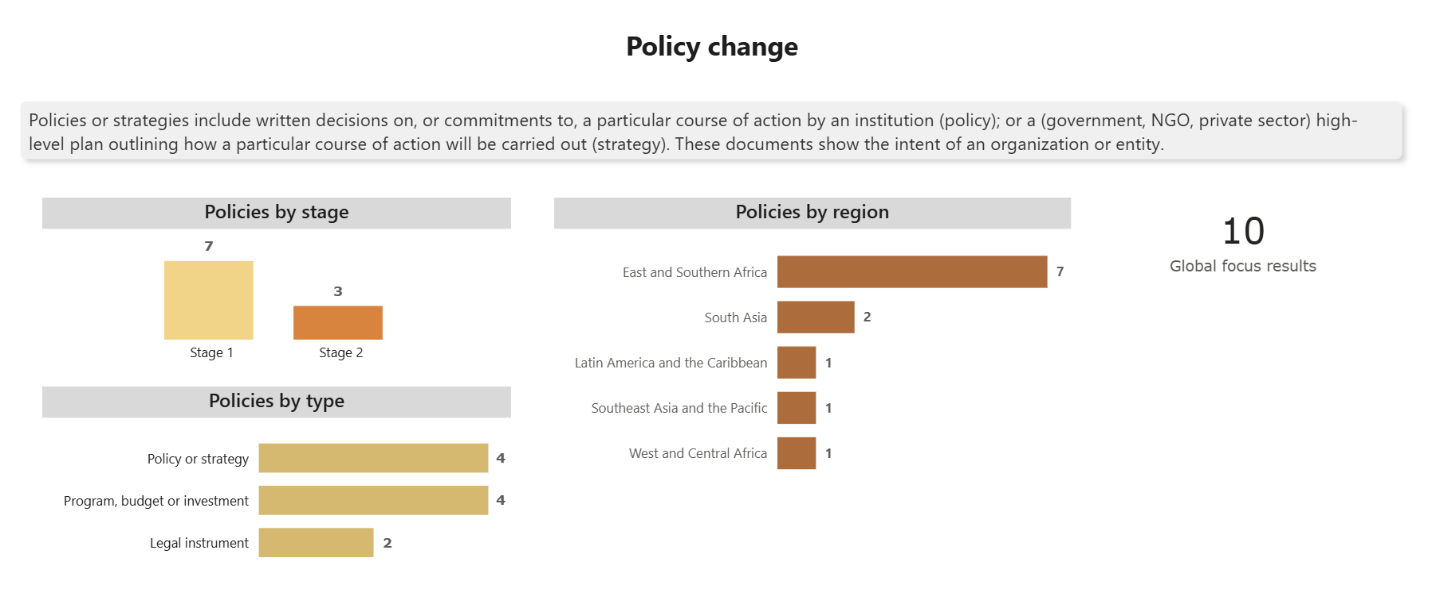 Policy change
Policies or strategies include written decisions on, or commitments to, a particular course of action by an institution (policy); or a (government, NGO, private sector) high-
level plan outlining how a particular course of action will be carried out (strategy). These documents show the intent of an organization or entity.
Policies by stage
7
3
Stage 1
Stage 2
Policies by type
Policy or strategy 4
Program, budget or investment 4
Legal instrument 2
Policies by region
East and Southern Africa 7
South Asia 2
Latin America and the Caribbean 1
Southeast Asia and the Pacific 1
West and Central Africa 1
10
Global focus results